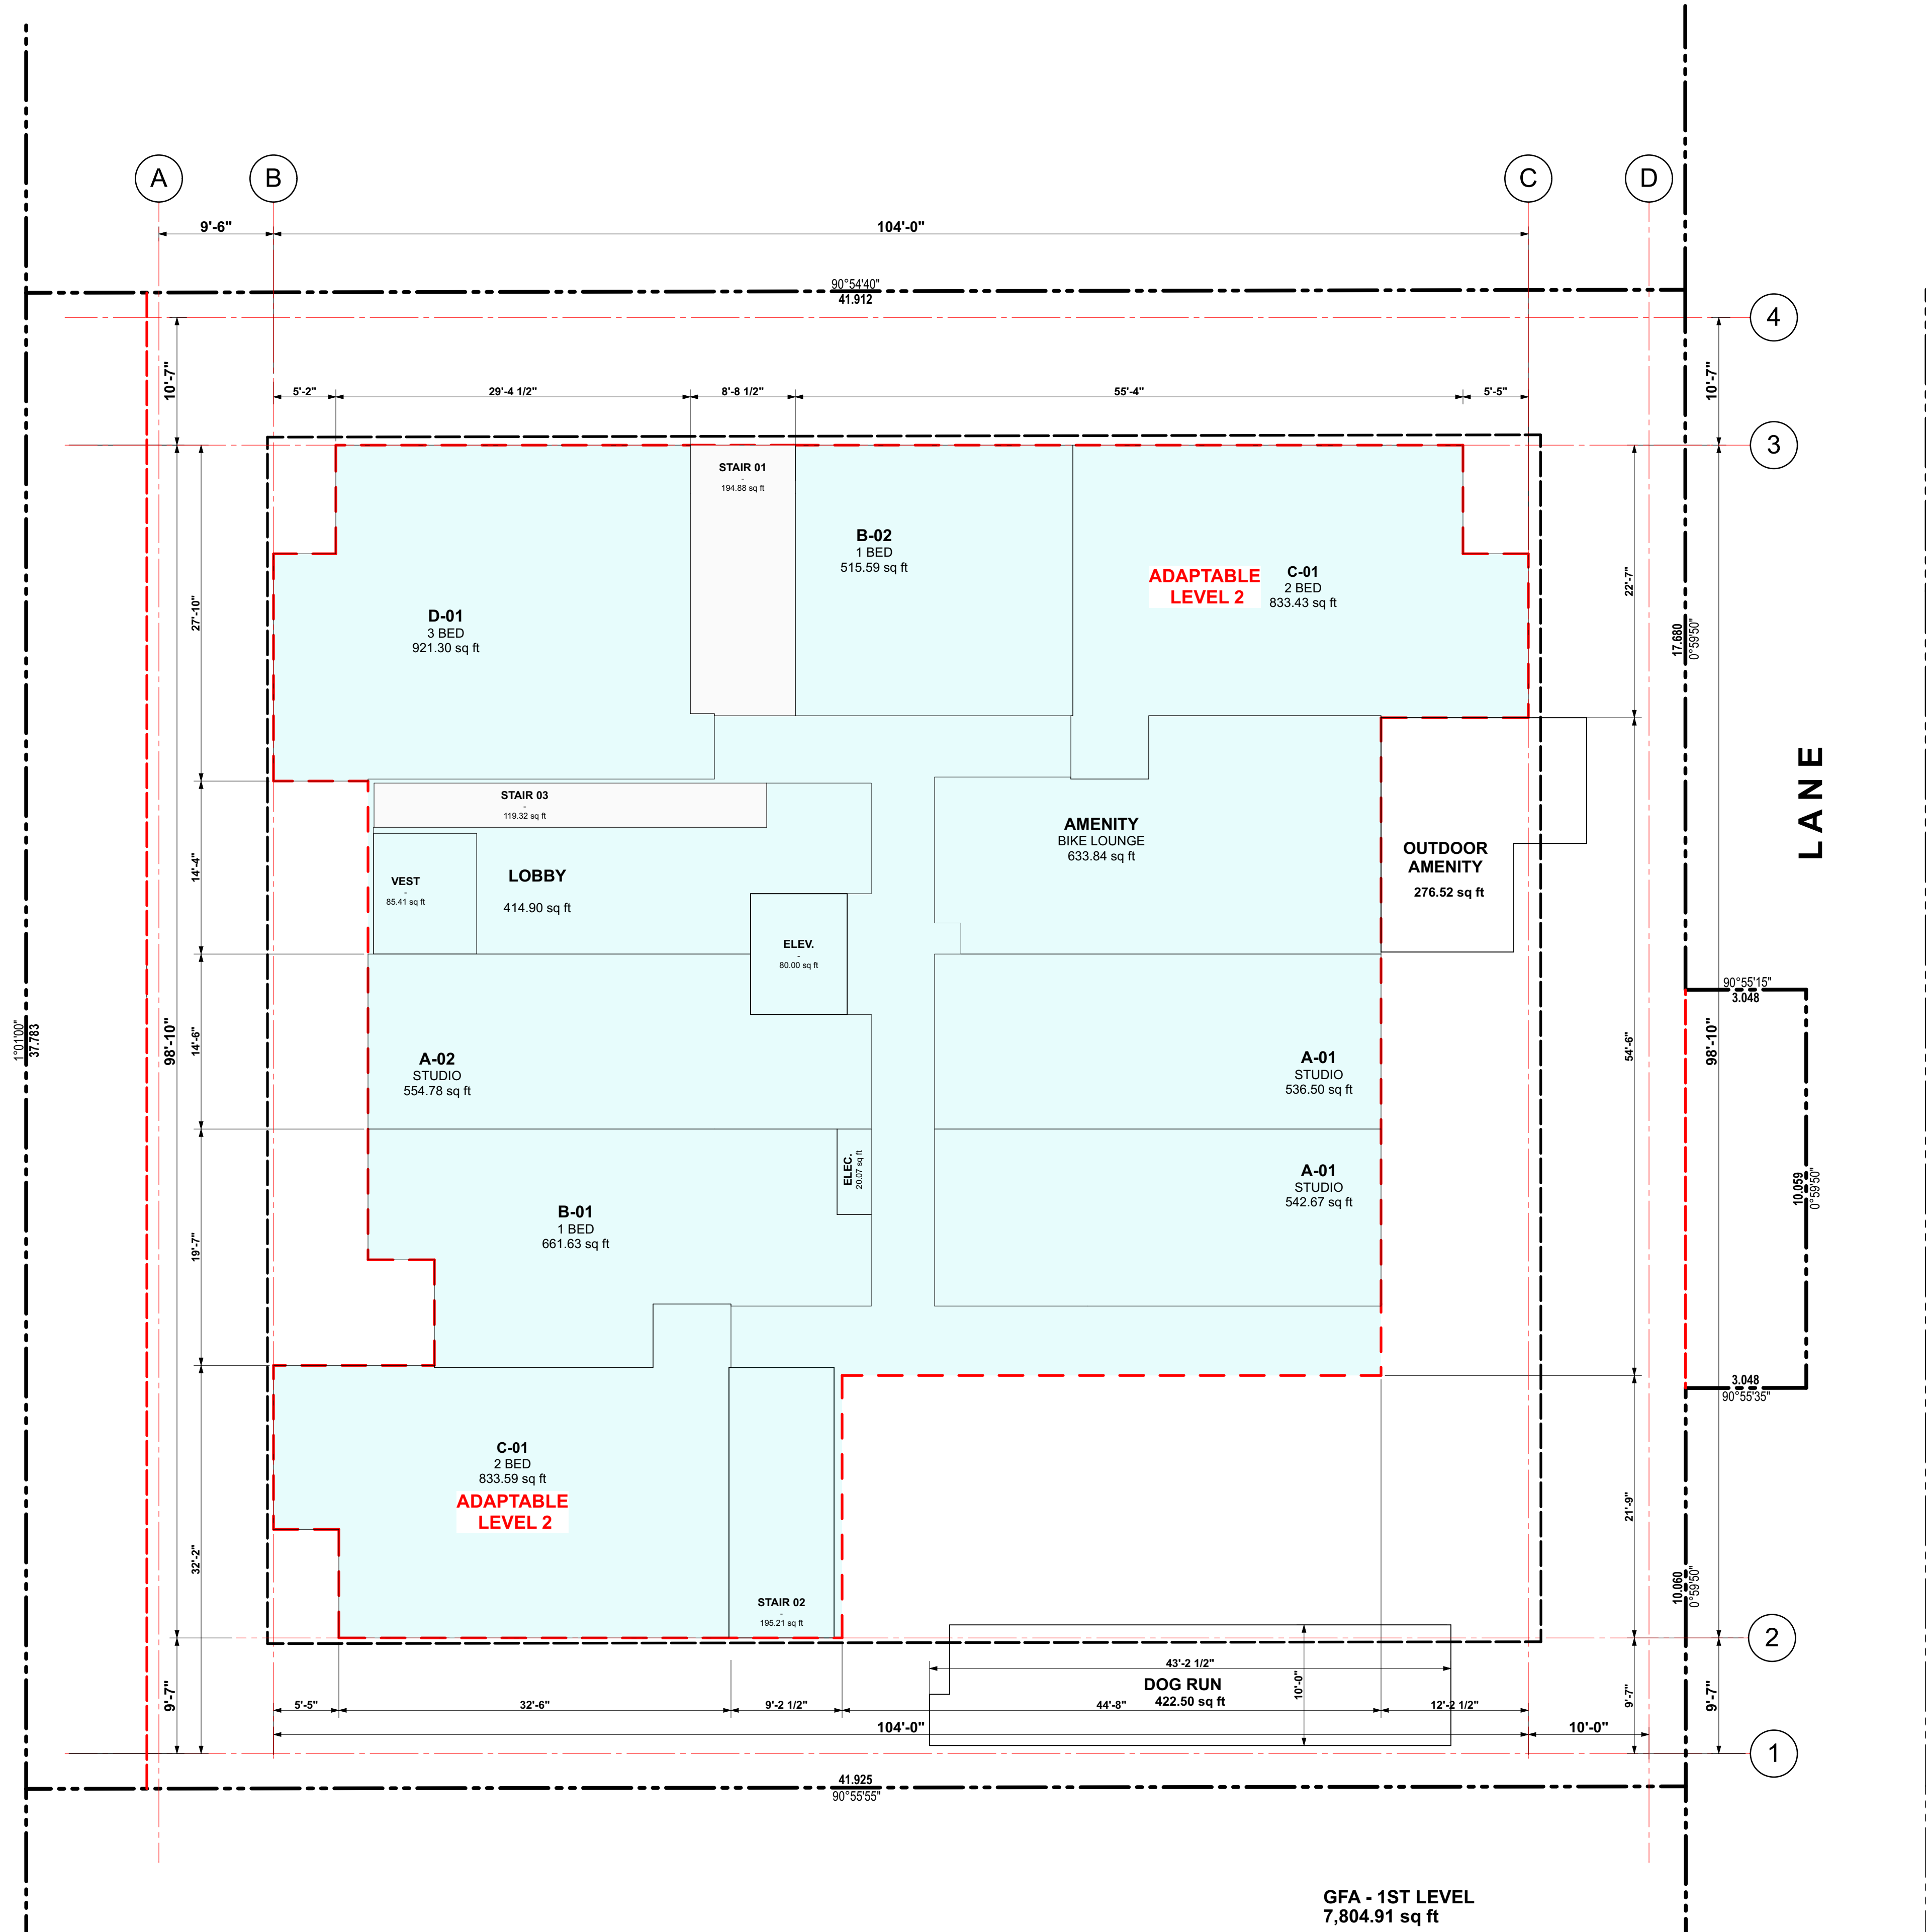 A
B
C
D
9'-6"
104'-0"
90°54'40"
41.912
4
10'-7"
10'-7"
5'-2"
29'-4 1/2"
8'-8 1/2"
55'-4"
5'-5"
3
STAIR 01
-
194.88 sq ft
B-02
1 BED
515.59 sq ft
ADAPTABLE
LEVEL 2
C-01
2 BED
833.43 sq ft
D-01
3 BED
921.30 sq ft
27'-10"
22'-7"
17.680
0°59'50"
STAIR 03
-
119.32 sq ft
AMENITY
BIKE LOUNGE
633.84 sq ft
OUTDOOR
AMENITY
276.52 sq ft
LANE
14'-4"
VEST
-
85.41 sq ft
LOBBY
414.90 sq ft
ELEV.
-
80.00 sq ft
90°55'15"
3.048
1°01'00"
37.783
98'-10"
14'-6"
A-02
STUDIO
554.78 sq ft
A-01
STUDIO
536.50 sq ft
54'-6"
98'-10"
ELEC.
20.07 sq ft
A-01
STUDIO
542.67 sq ft
10.059
0°59'50"
19'-7"
B-01
1 BED
661.63 sq ft
3.048
90°55'35"
C-01
2 BED
833.59 sq ft
ADAPTABLE
LEVEL 2
21'-9"
32'-2"
STAIR 02
-
195.21 sq ft
10.060
0°59'50"
2
43'-2 1/2"
DOG RUN
422.50 sq ft
10'-0"
9'-7"
9'-7"
9'-7"
5'-5"
32'-6"
9'-2 1/2"
44'-8"
12'-2 1/2"
104'-0"
10'-0"
1
41.925
90°55'55"
GFA - 1ST LEVEL
7,804.91 sq ft